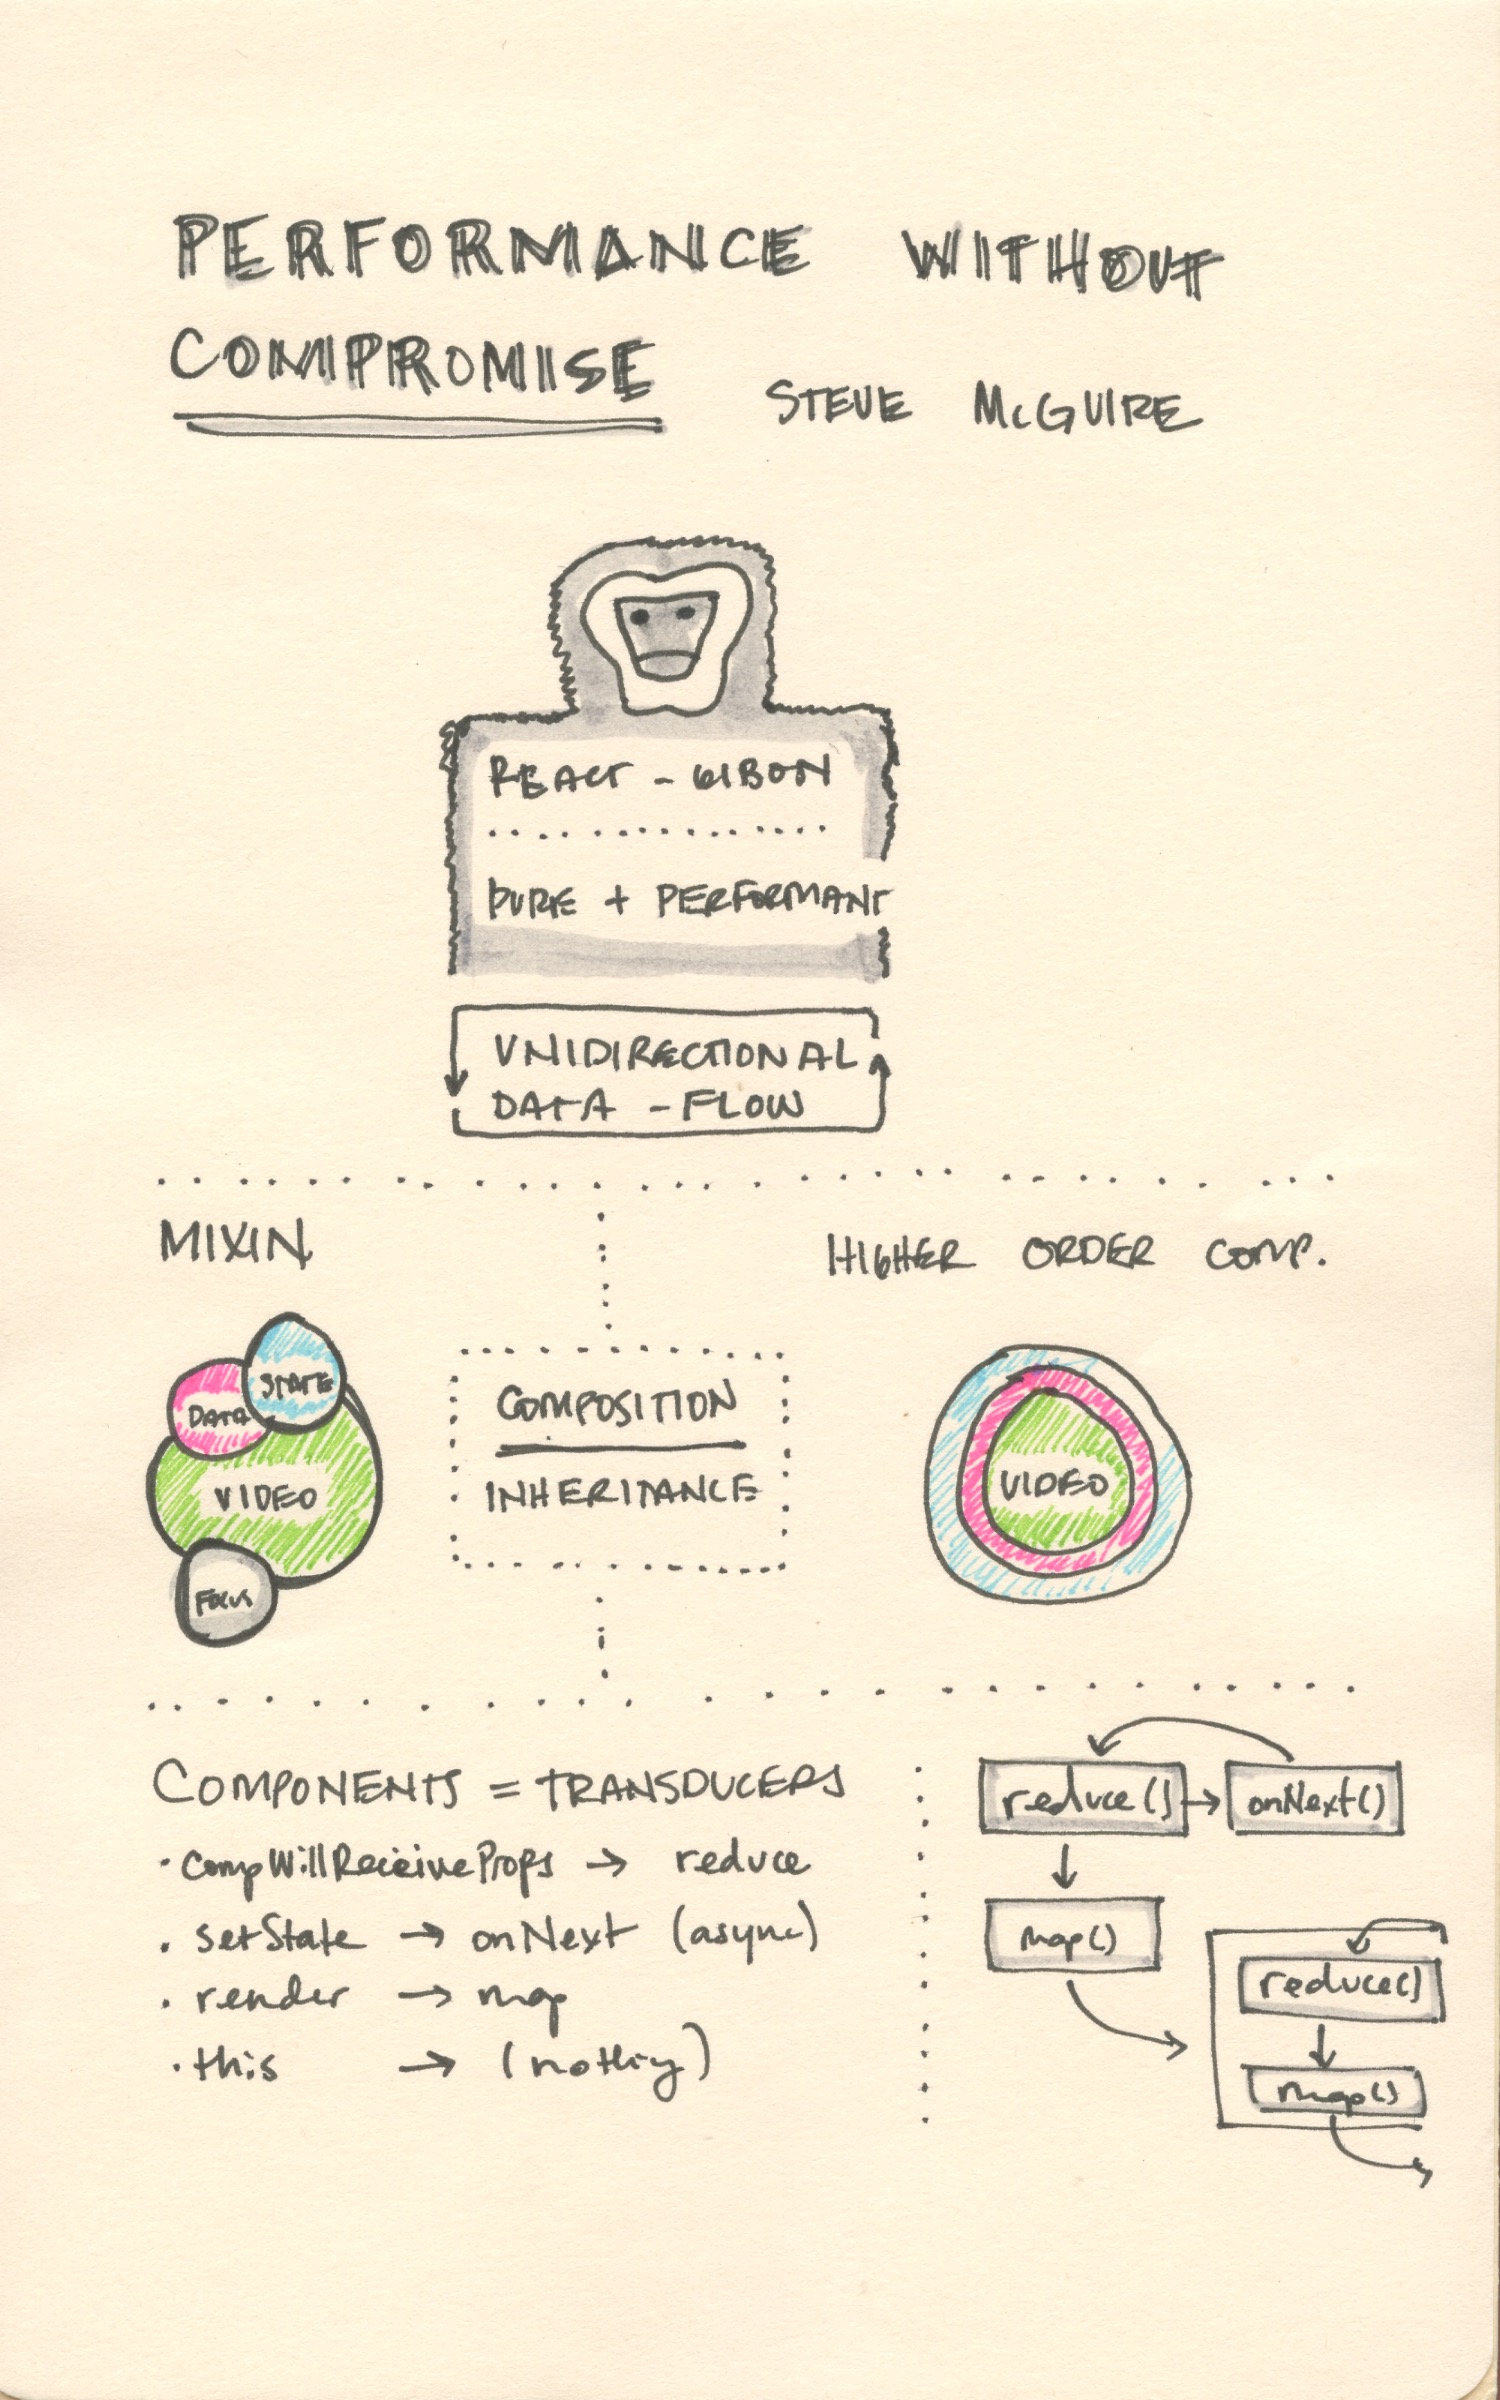 PERFORMANCE WITHOUT
COMPROMISE
STEVE McGUIRE
REACT - GIBON
PURE + PERFORMANT
UNIDIRECTIONAL
DATA - FLOW
MIXIN
HIGHER ORDER COMP.
STATE
DATA
VIDEO
FOCUS
COMPOSITION
INHERITANCE
VIDEO
COMPONENTS = TRANSDUCERS
· compWillReceiveProps → reduce
· setState → onNext (async)
· render → map
· this → (nothing)
reduce() → onNext()
map()
reduce()
map()